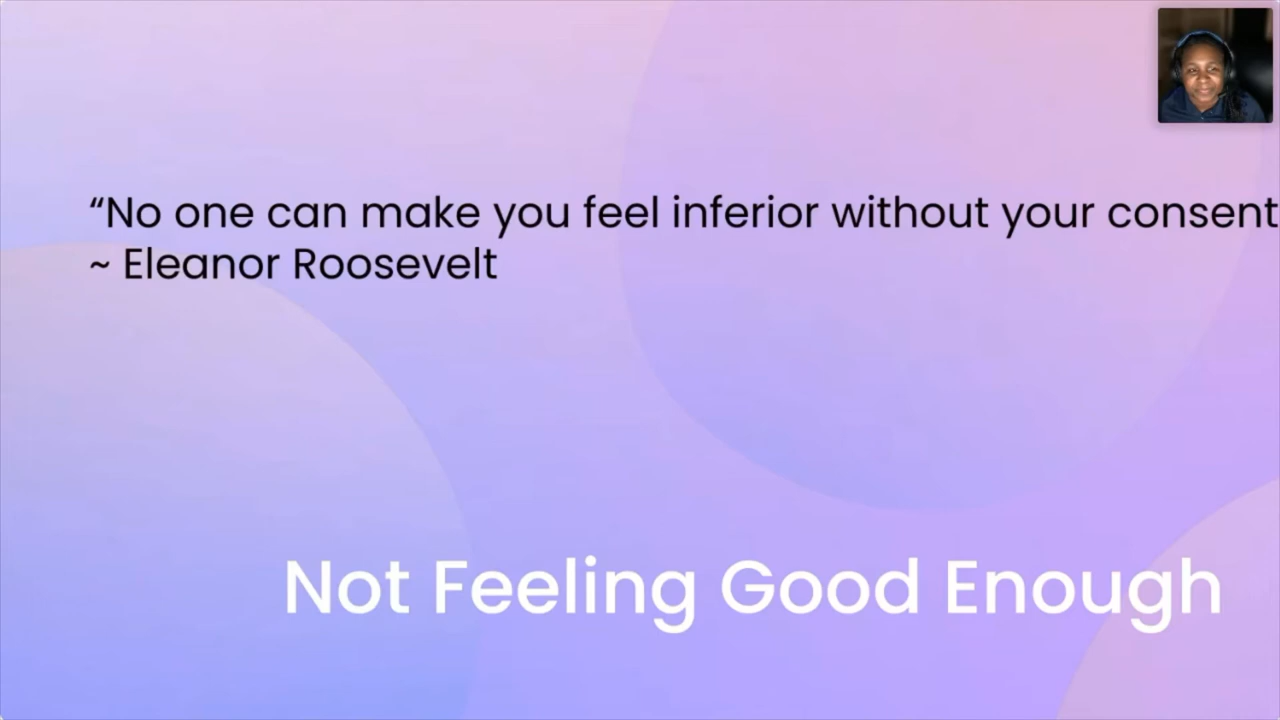 “No one can make you feel inferior without your consent
~ Eleanor Roosevelt
Not Feeling Good Enough